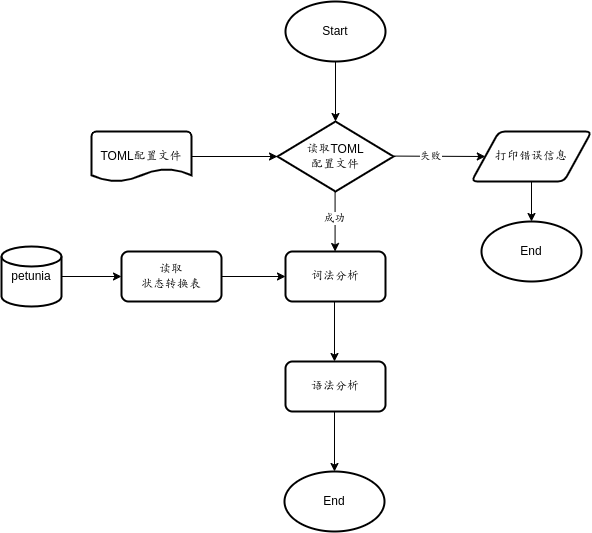 Start
TOML配置文件
读取TOML
配置文件
失败
打印错误信息
成功
End
petunia
读取
状态转换表
词法分析
语法分析
End